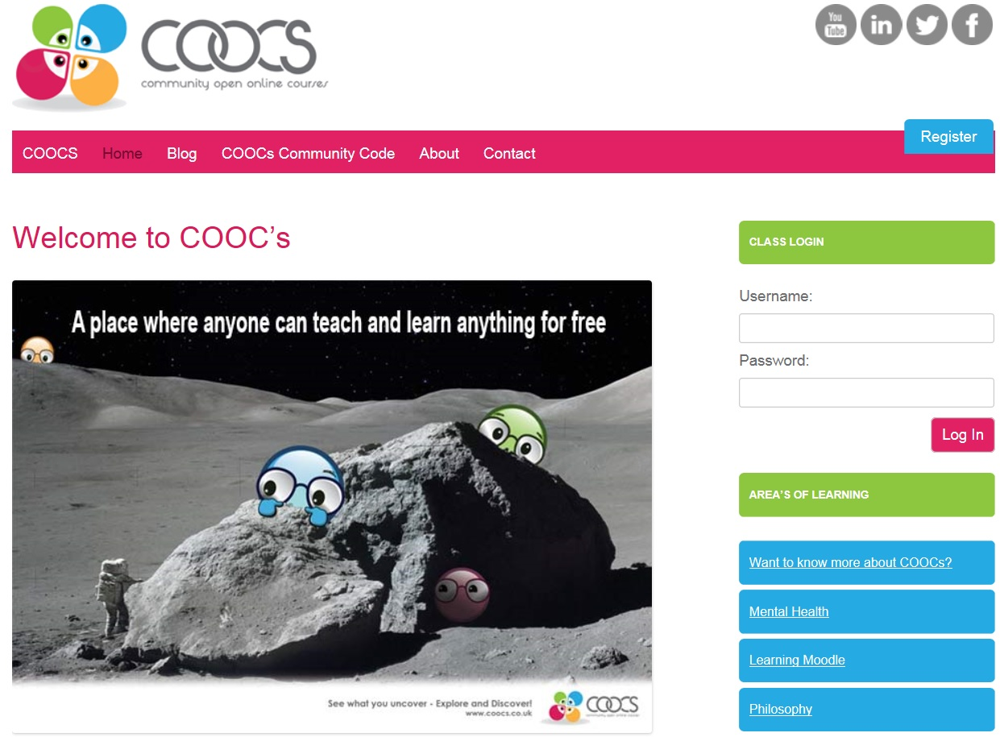 COOCS
community open online courses
You
Tube
in
f
Register
COOCS Home Blog COOCs Community Code About Contact
Welcome to COOC’s
A place where anyone can teach and learn anything for free
See what you uncover - Explore and Discover!
www.coocs.co.uk
COOCS
community open online courses
CLASS LOGIN
Username:
Password:
Log In
AREA’S OF LEARNING
Want to know more about COOCs?
Mental Health
Learning Moodle
Philosophy